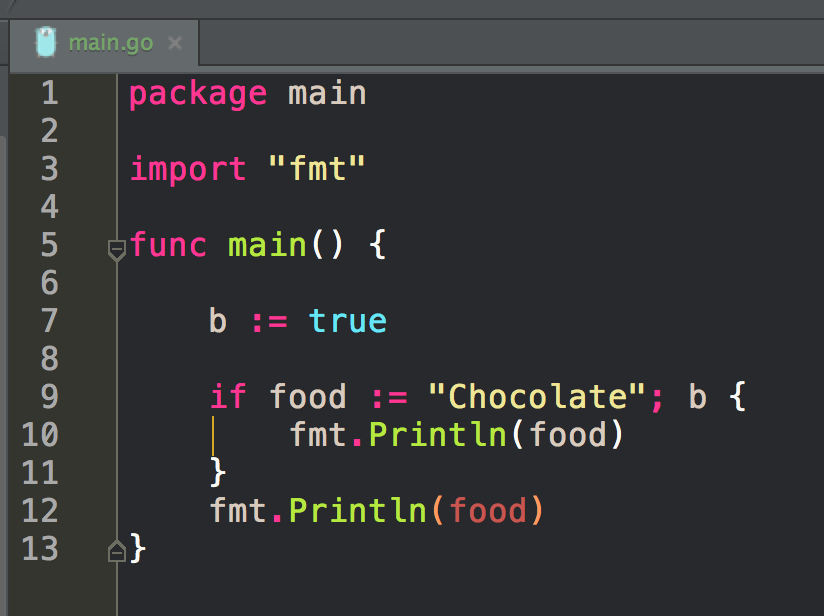 main.go ×
1 package main
2
3 import "fmt"
4
5 func main() {
6
7     b := true
8
9     if food := "Chocolate"; b {
10         fmt.Println(food)
11     }
12     fmt.Println(food)
13 }